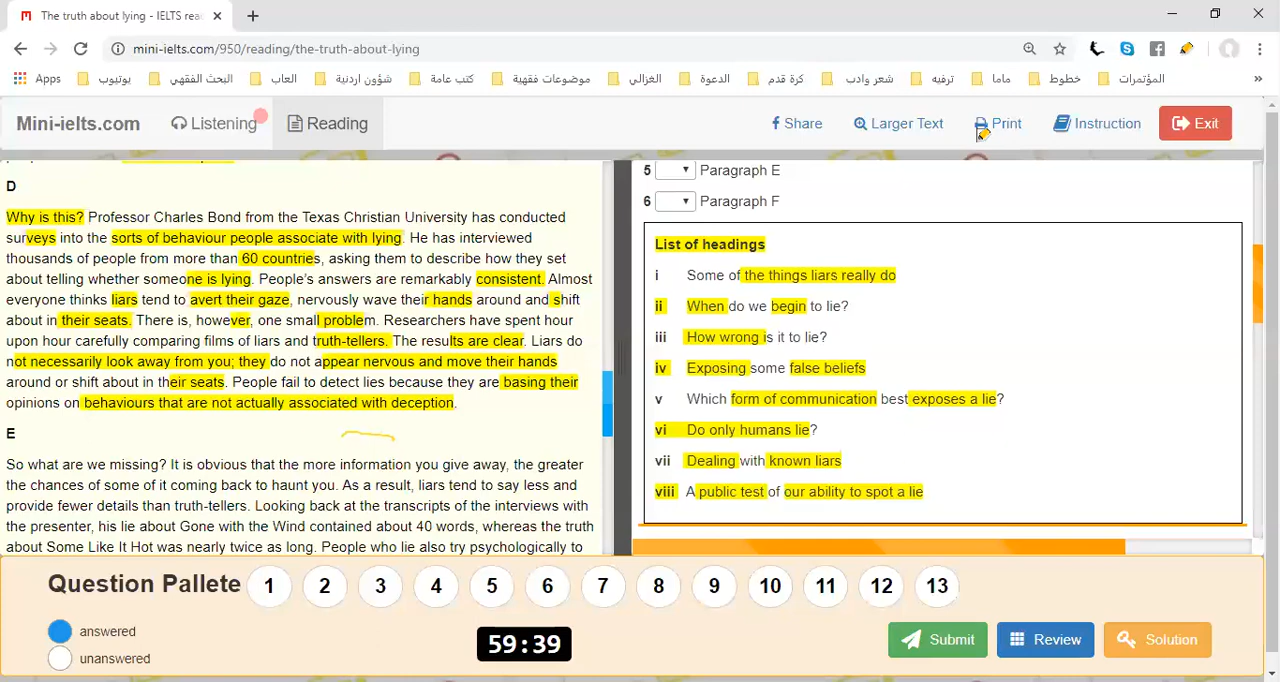 The truth about lying - IELTS rea
mini-ielts.com/950/reading/the-truth-about-lying
Apps يوتيوب البحث الفقهي العاب شؤون اردنية كتب عامة الغزالي موضوعات فقهية الدعوة كرة قدم شعر وادب ترفيه ماما خطوط المؤتمرات »
Mini-ielts.com Listening Reading Share Larger Text Print Instruction Exit
D
Why is this? Professor Charles Bond from the Texas Christian University has conducted
surveys into the sorts of behaviour people associate with lying. He has interviewed
thousands of people from more than 60 countries, asking them to describe how they set
about telling whether someone is lying. People's answers are remarkably consistent. Almost
everyone thinks liars tend to avert their gaze, nervously wave their hands around and shift
about in their seats. There is, however, one small problem. Researchers have spent hour
upon hour carefully comparing films of liars and truth-tellers. The results are clear. Liars do
not necessarily look away from you; they do not appear nervous and move their hands
around or shift about in their seats. People fail to detect lies because they are basing their
opinions on behaviours that are not actually associated with deception.
E
So what are we missing? It is obvious that the more information you give away, the greater
the chances of some of it coming back to haunt you. As a result, liars tend to say less and
provide fewer details than truth-tellers. Looking back at the transcripts of the interviews with
the presenter, his lie about Gone with the Wind contained about 40 words, whereas the truth
about Some Like It Hot was nearly twice as long. People who lie also try psychologically to
5 Paragraph E
6 Paragraph F
List of headings
i Some of the things liars really do
ii When do we begin to lie?
iii How wrong is it to lie?
iv Exposing some false beliefs
v Which form of communication best exposes a lie?
vi Do only humans lie?
vii Dealing with known liars
viii A public test of our ability to spot a lie
Question Pallete 1 2 3 4 5 6 7 8 9 10 11 12 13
answered
unanswered
59:39
Submit Review Solution